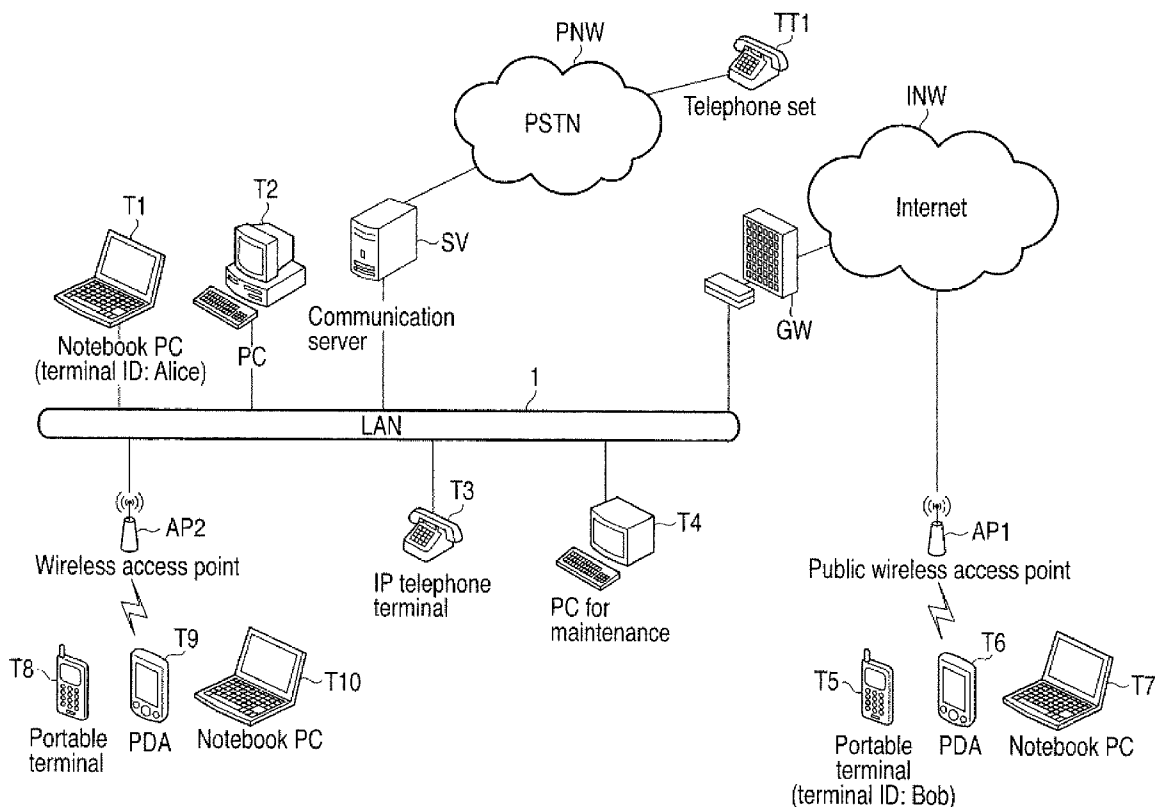 PNW
TT1
PSTN
Telephone set
INW
Internet
T1
T2
SV
GW
Notebook PC
(terminal ID: Alice)
PC
Communication
server
1
LAN
AP2
Wireless access point
T3
IP telephone
terminal
T4
PC for
maintenance
AP1
Public wireless access point
T8
T9
T10
Portable
terminal
PDA
Notebook PC
T5
T6
T7
Portable
terminal
(terminal ID: Bob)
PDA
Notebook PC